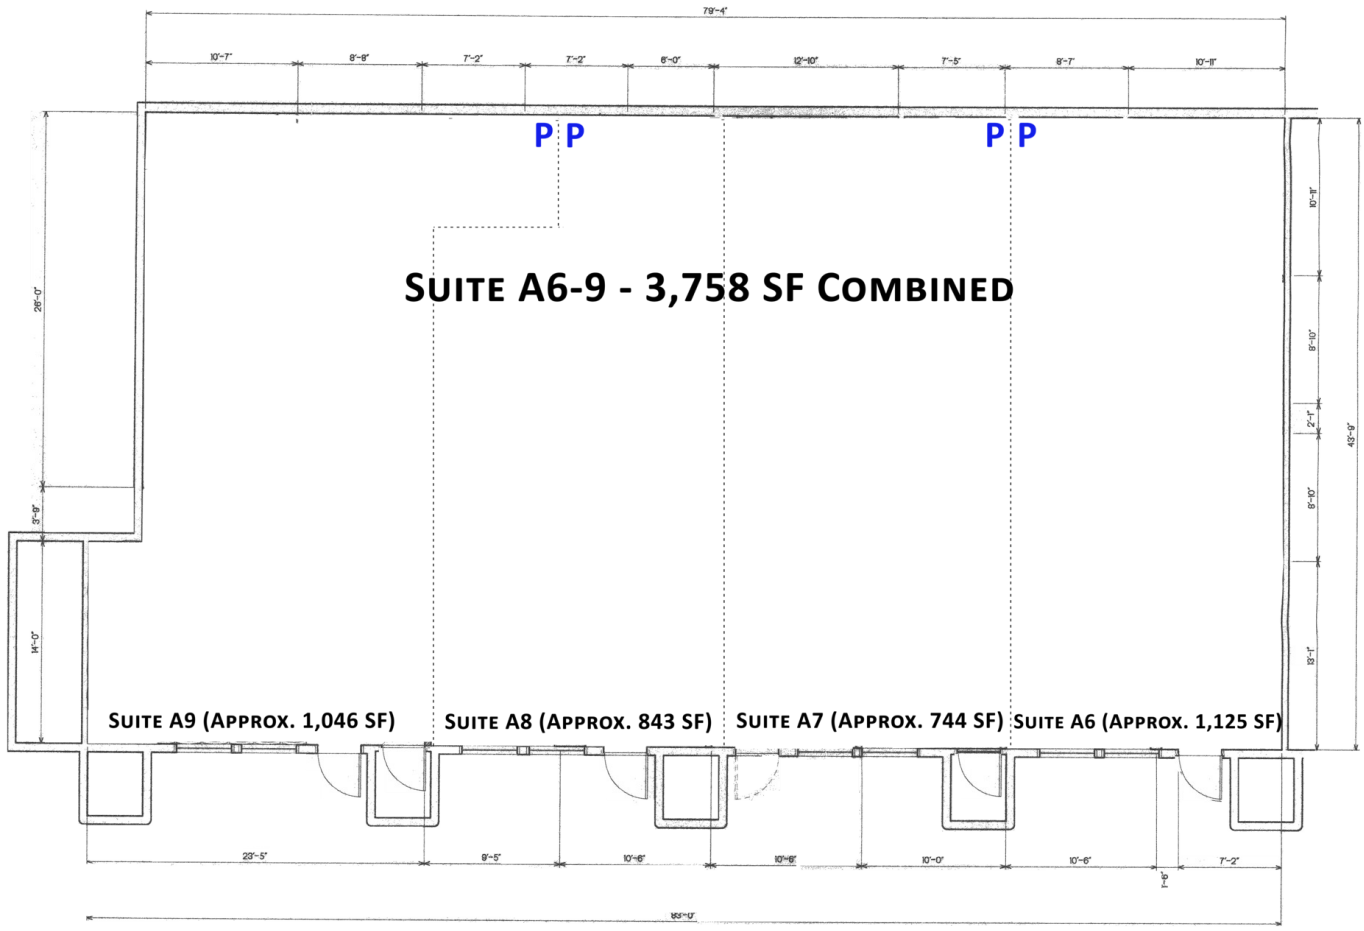 79'-4"
10'-7" 8'-8" 7'-2" 7'-2" 6'-0" 12'-10" 7'-5" 8'-7" 10'-11"
P P P P
10'-11"
SUITE A6-9 - 3,758 SF COMBINED
26'-0"
8'-10"
2'-1"
43'-9"
8'-10"
3'-9"
14'-0"
13'-1"
SUITE A9 (APPROX. 1,046 SF) SUITE A8 (APPROX. 843 SF) SUITE A7 (APPROX. 744 SF) SUITE A6 (APPROX. 1,125 SF)
23'-5" 9'-5" 10'-6" 10'-6" 10'-0" 10'-6" 1'-6" 7'-2"
83'-0"